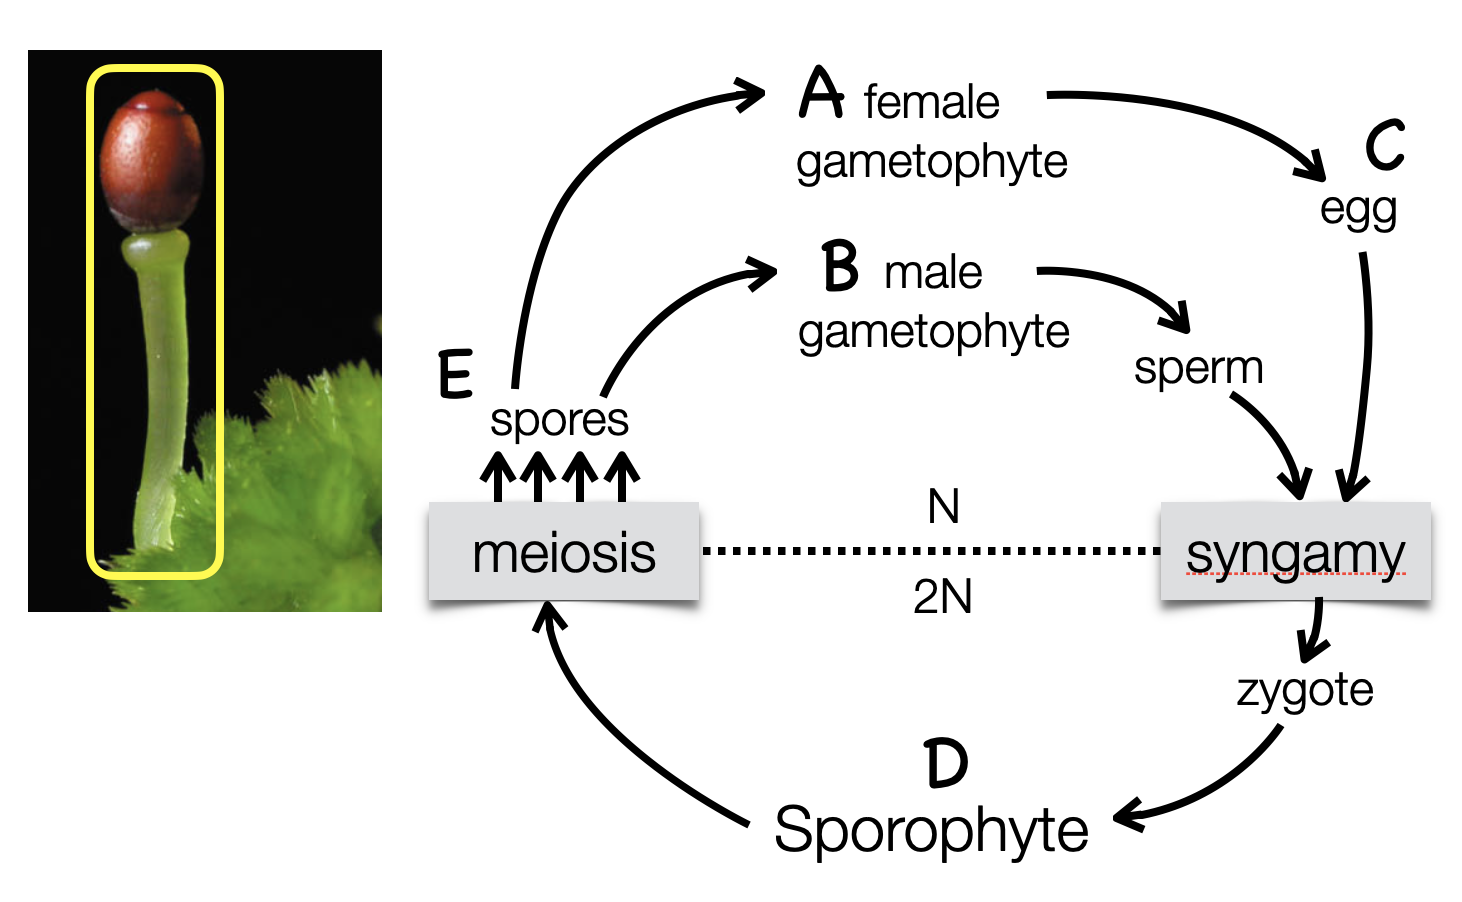 A female
gametophyte
C
egg
B male
gametophyte
sperm
E
spores
meiosis
N
2N
syngamy
zygote
D
Sporophyte